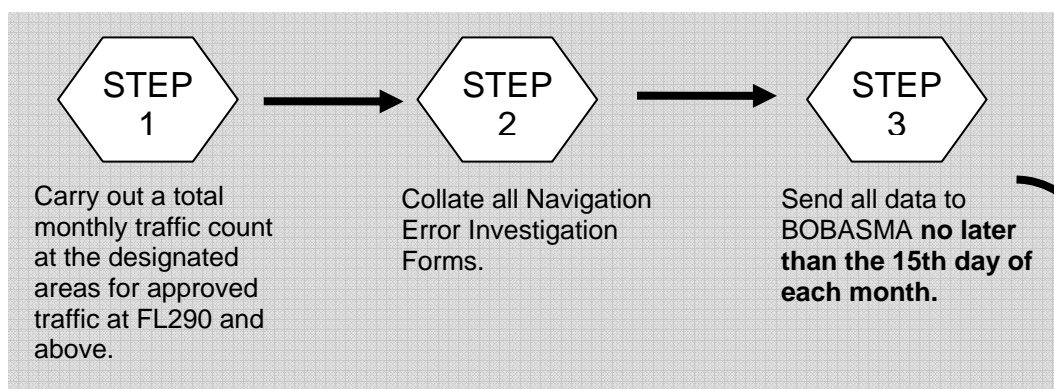 STEP
1
Carry out a total
monthly traffic count
at the designated
areas for approved
traffic at FL290 and
above.
STEP
2
Collate all Navigation
Error Investigation
Forms.
STEP
3
Send all data to
BOBASMA no later
than the 15th day of
each month.